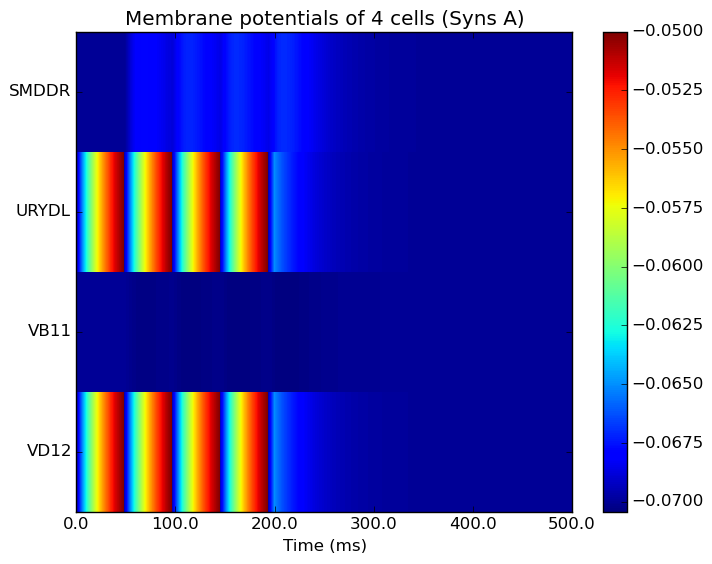 Membrane potentials of 4 cells (Syns A)
SMDDR
URYDL
VB11
VD12
0.0 100.0 200.0 300.0 400.0 500.0
Time (ms)
−0.0500
−0.0525
−0.0550
−0.0575
−0.0600
−0.0625
−0.0650
−0.0675
−0.0700